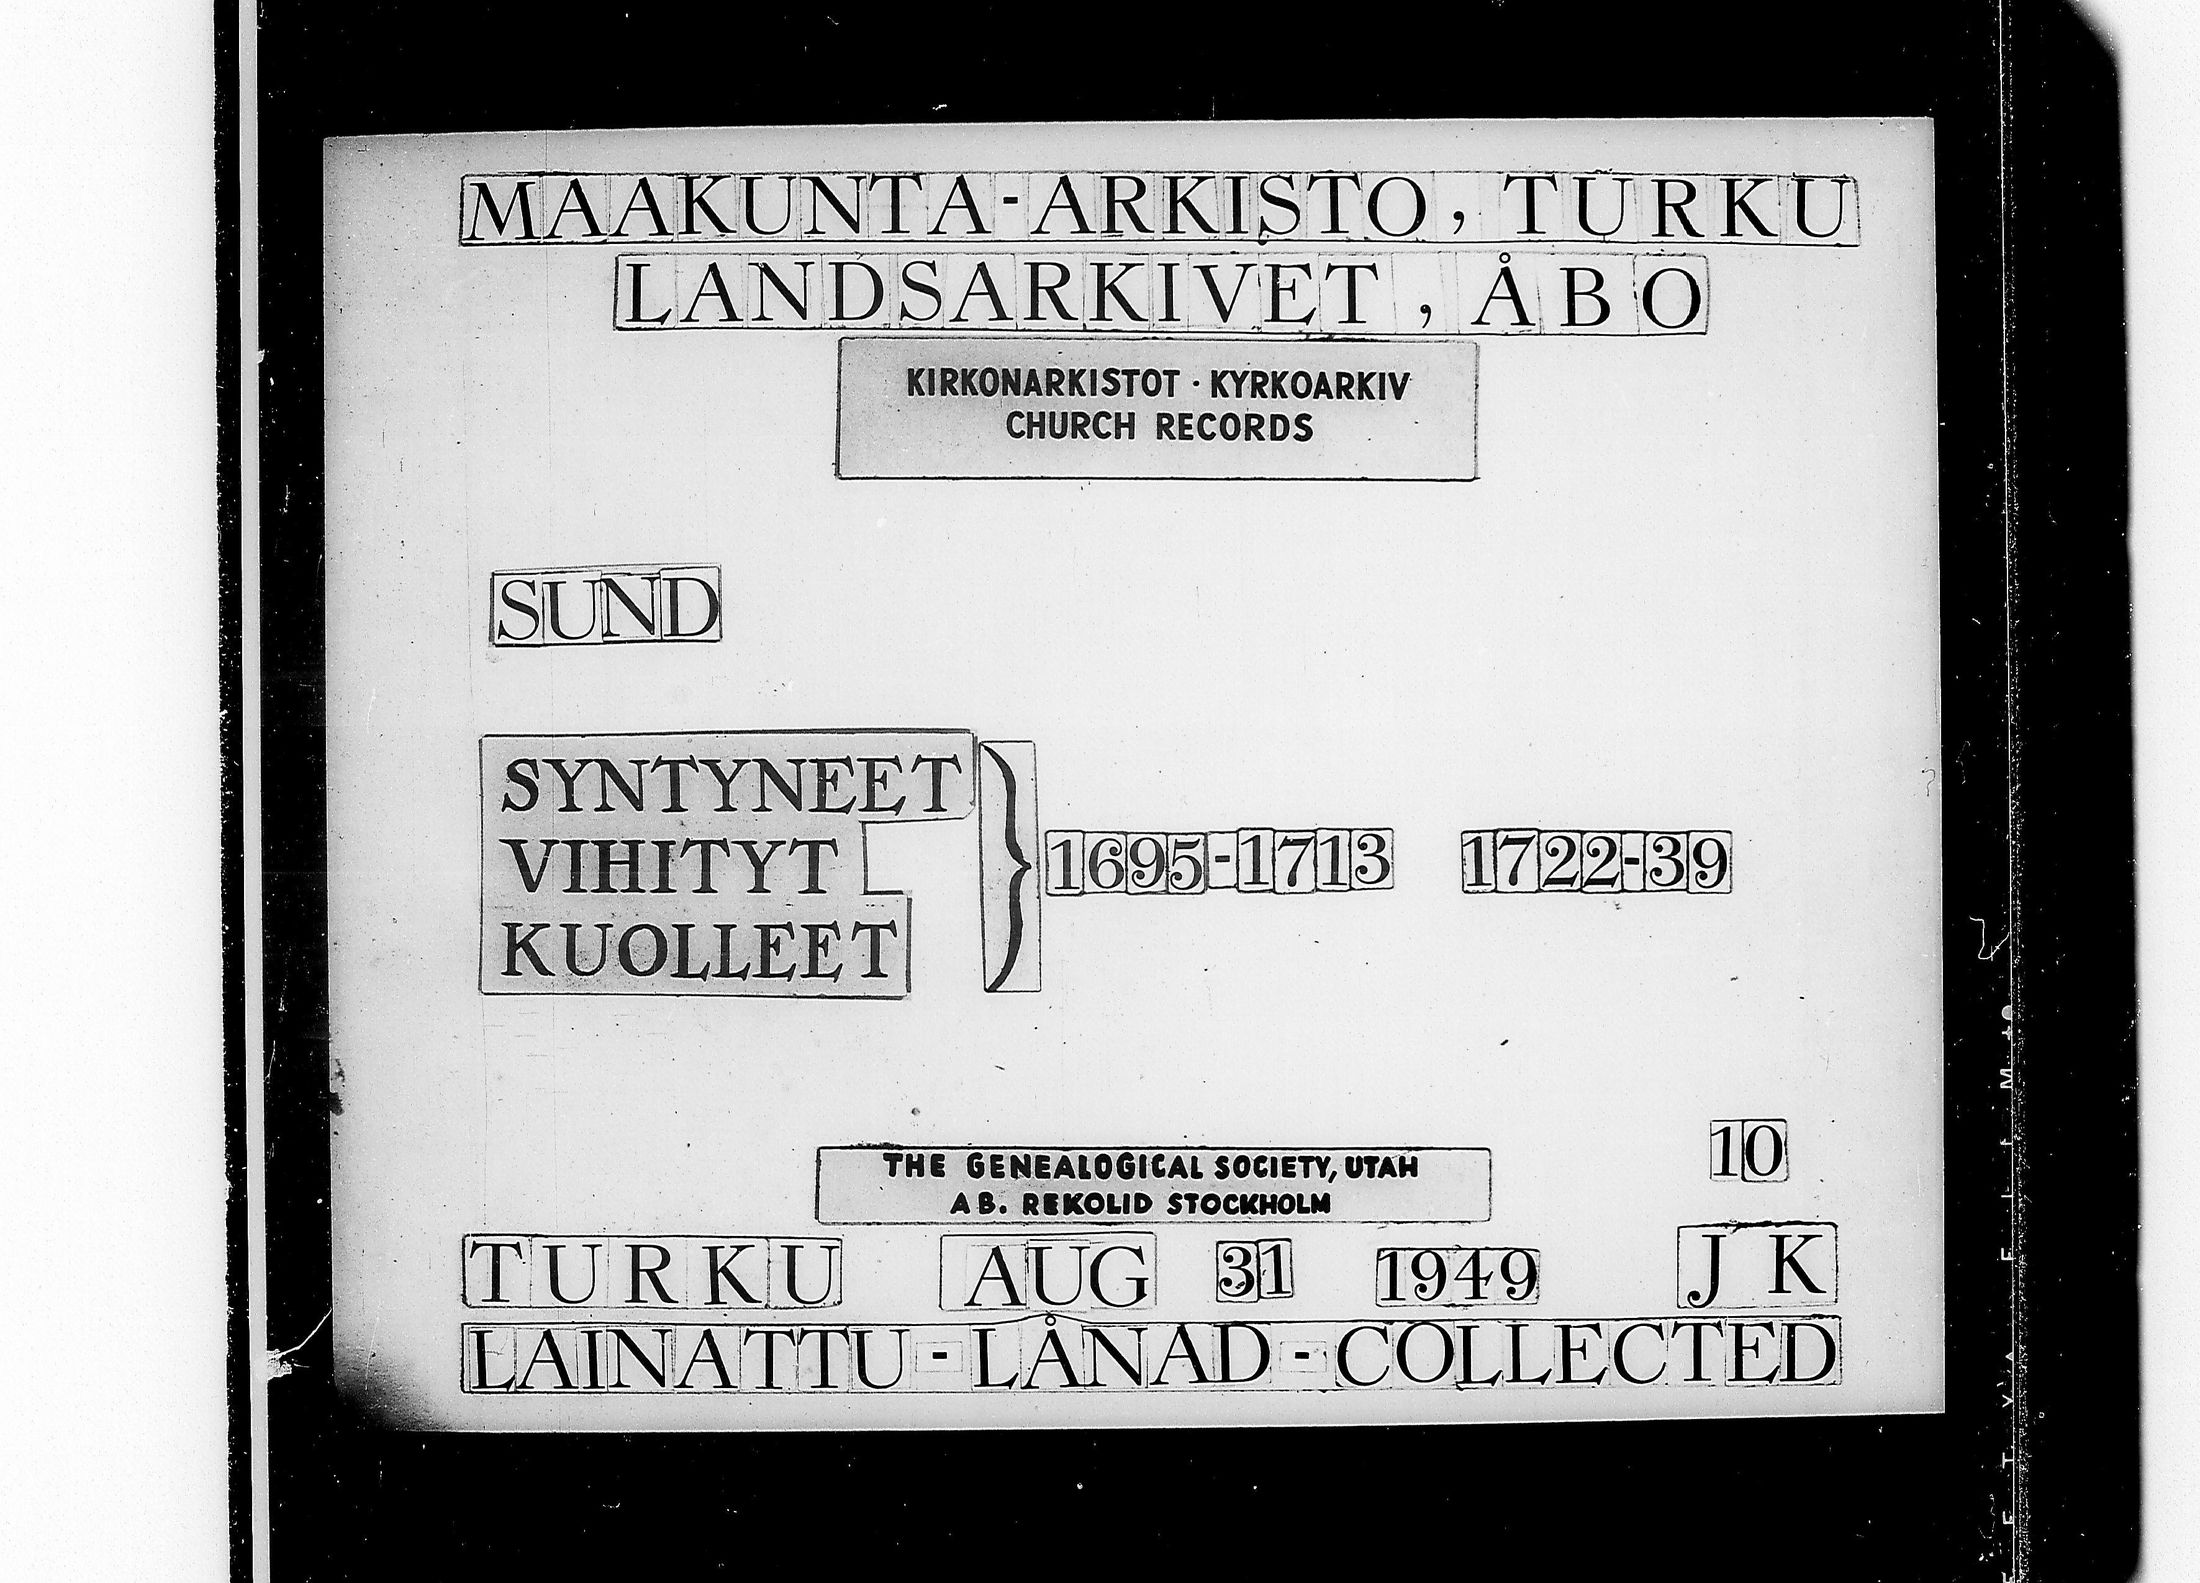 MAAKUNTA-ARKISTO, TURKU
LANDSARKIVET, ÅBO
KIRKONARKISTOT · KYRKOARKIV
CHURCH RECORDS
SUND
SYNTYNEET
VIHITYT } 1695-1713 1722-39
KUOLLEET
10
THE GENEALOGICAL SOCIETY, UTAH
AB. REKOLID STOCKHOLM
TURKU AUG 31 1949 JK
LAINATTU - LÅNAD - COLLECTED